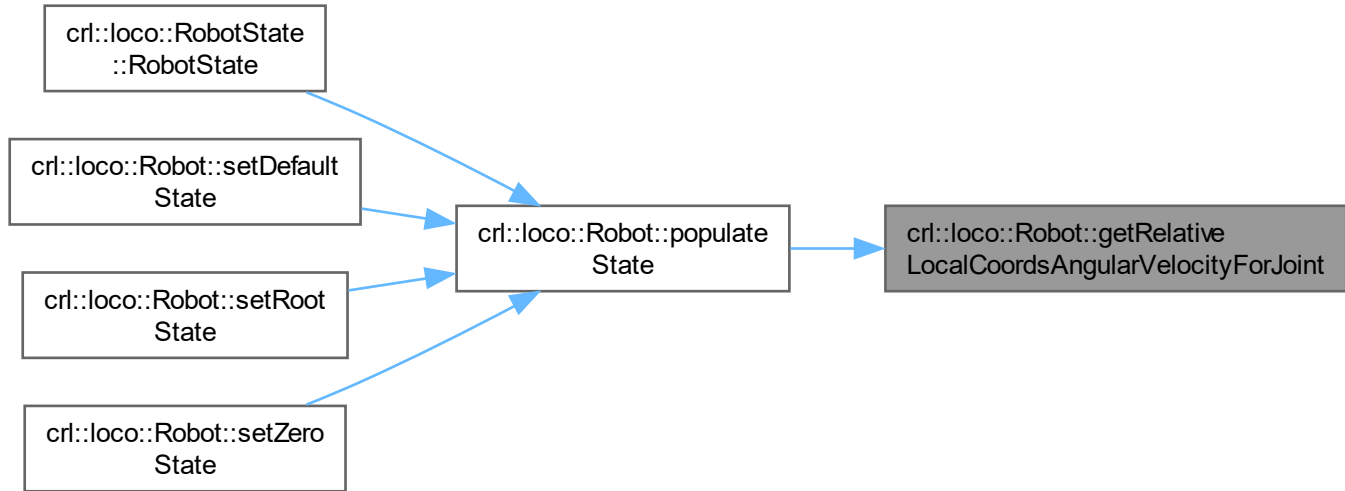 crl::loco::RobotState
::RobotState
crl::loco::Robot::setDefault
State
crl::loco::Robot::setRoot
State
crl::loco::Robot::setZero
State
crl::loco::Robot::populate
State
crl::loco::Robot::getRelative
LocalCoordsAngularVelocityForJoint